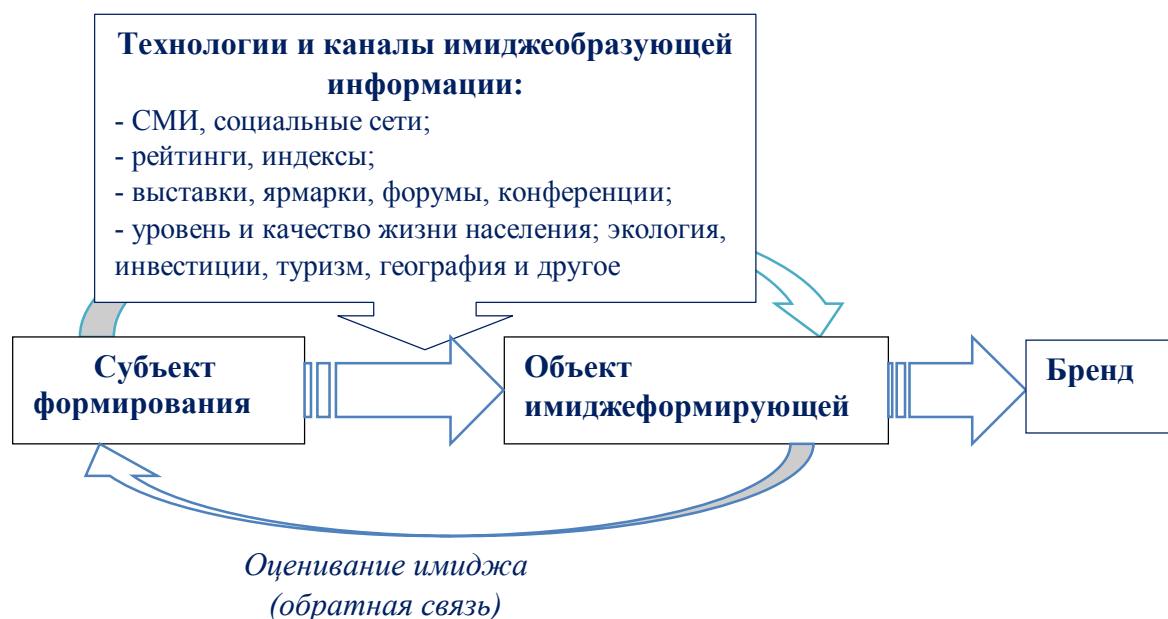 Технологии и каналы имиджеобразующей
информации:
- СМИ, социальные сети;
- рейтинги, индексы;
- выставки, ярмарки, форумы, конференции;
- уровень и качество жизни населения; экология,
инвестиции, туризм, география и другое
Субъект
формирования
Объект
имиджеформирующей
Бренд
Оценивание имиджа
(обратная связь)